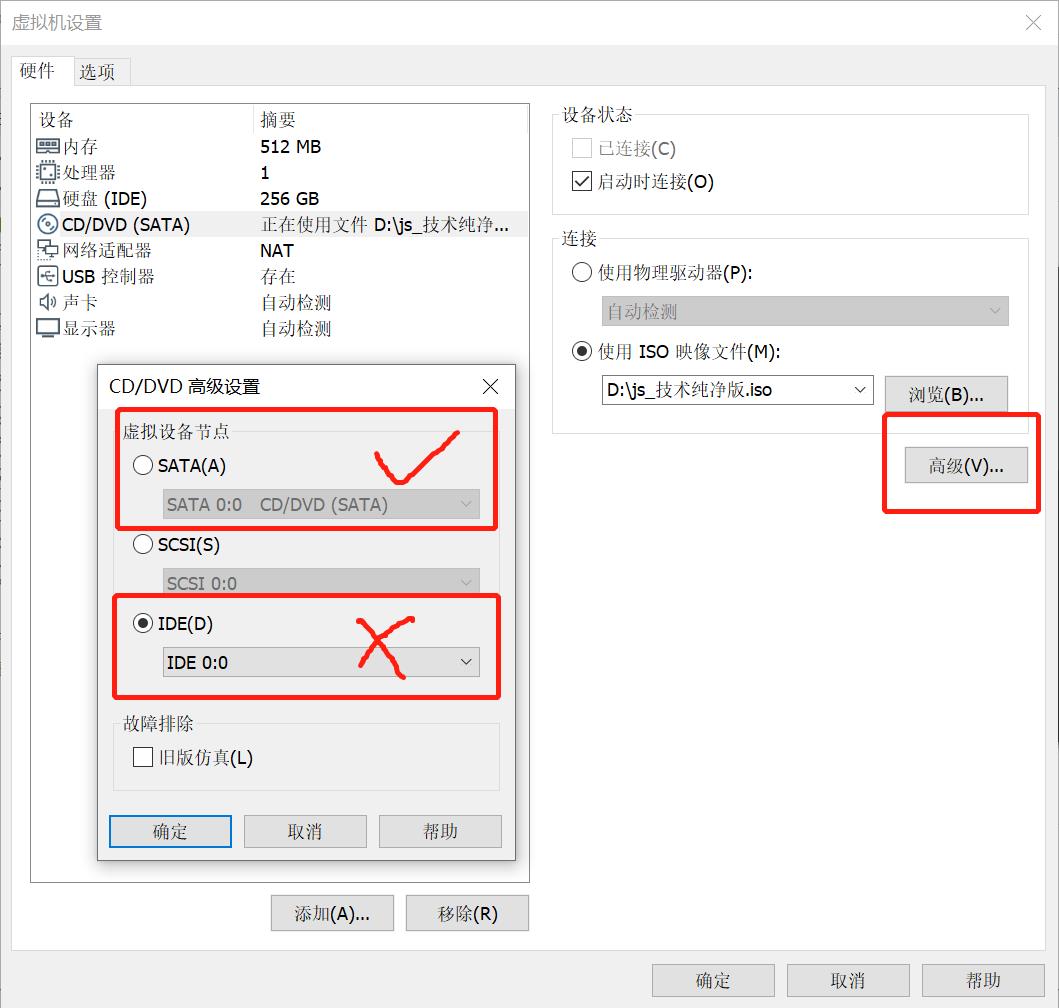 虚拟机设置
硬件 选项
设备 摘要
内存 512 MB
处理器 1
硬盘 (IDE) 256 GB
CD/DVD (SATA) 正在使用文件 D:\js_技术纯净...
网络适配器 NAT
USB 控制器 存在
声卡 自动检测
显示器 自动检测
CD/DVD 高级设置
虚拟设备节点
SATA(A)
SATA 0:0 CD/DVD (SATA)
SCSI(S)
SCSI 0:0
IDE(D)
IDE 0:0
故障排除
旧版仿真(L)
确定 取消 帮助
添加(A)... 移除(R)
设备状态
已连接(C)
启动时连接(O)
连接
使用物理驱动器(P):
自动检测
使用 ISO 映像文件(M):
D:\js_技术纯净版.iso 浏览(B)...
高级(V)...
确定 取消 帮助